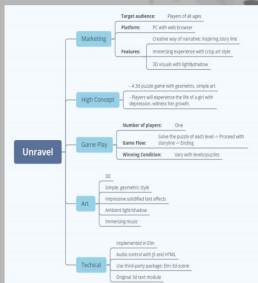 Unravel
Marketing
Target audience: Players of all ages
Platform: PC with web browser
Features:
Creative way of narrative: inspiring story line
Immersing experience with crisp art style
3D visuals with light&shadow
High Concept
- A 3d puzzle game with geometric, simple art
- Players will experience the life of a girl with
depression, witness her growth.
Game Play
Number of players: One
Game Flow:
Solve the puzzle of each level -> Proceed with
storyline -> Ending
Winning Condition: Vary with levels/puzzles
Art
3D
Simple, geometric style
Impressive solidified text effects
Ambient light/shadow
Immersing music
Techical
Implemented in Elm
Audio control with JS and HTML
Use third-party package: Elm 3d-scene
Original 3d text module